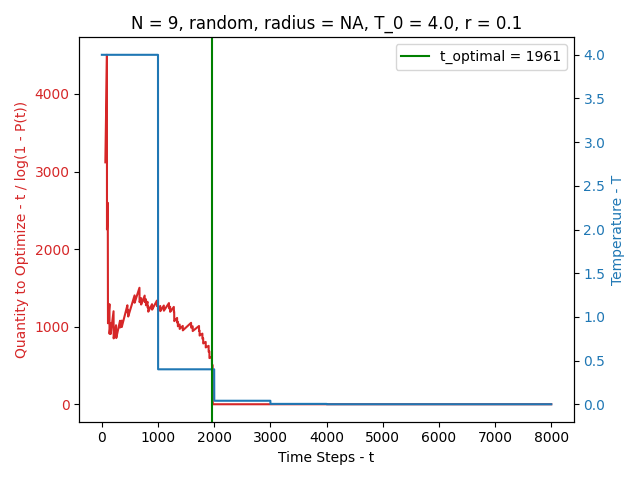 N = 9, random, radius = NA, T_0 = 4.0, r = 0.1
t_optimal = 1961
Quantity to Optimize - t / log(1 - P(t))
4000
3000
2000
1000
0
4.0
3.5
3.0
2.5
2.0
1.5
1.0
0.5
0.0
Temperature - T
0 1000 2000 3000 4000 5000 6000 7000 8000
Time Steps - t